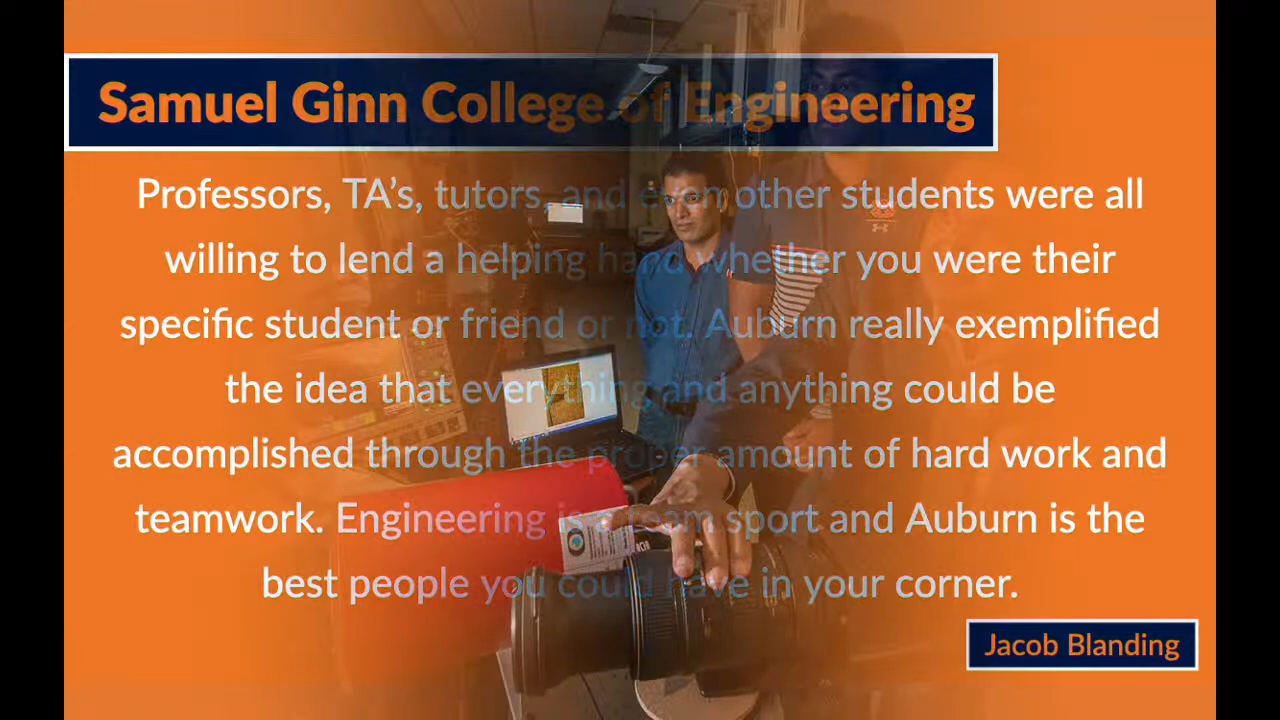 Samuel Ginn College of Engineering
Professors, TA's, tutors, and even other students were all
willing to lend a helping hand whether you were their
specific student or friend or not. Auburn really exemplified
the idea that everything and anything could be
accomplished through the proper amount of hard work and
teamwork. Engineering is a team sport and Auburn is the
best people you could have in your corner.
Jacob Blanding